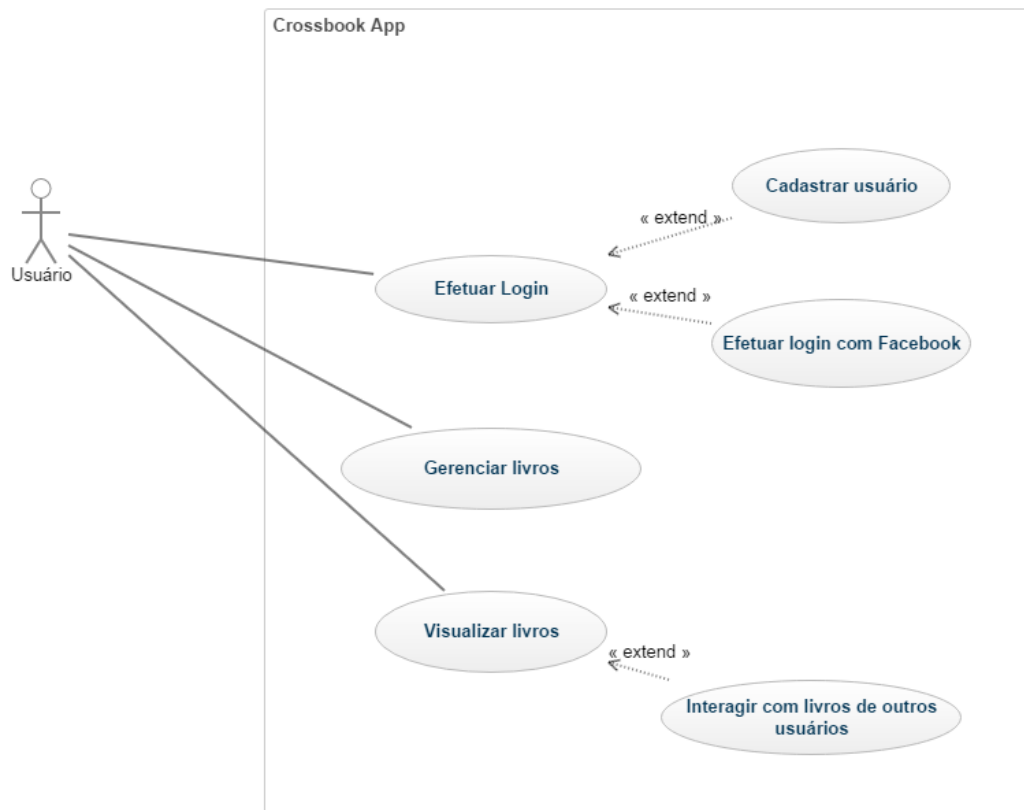 Crossbook App
Cadastrar usuário
« extend »
Usuário
Efetuar Login
« extend »
Efetuar login com Facebook
Gerenciar livros
Visualizar livros
« extend »
Interagir com livros de outros
usuários